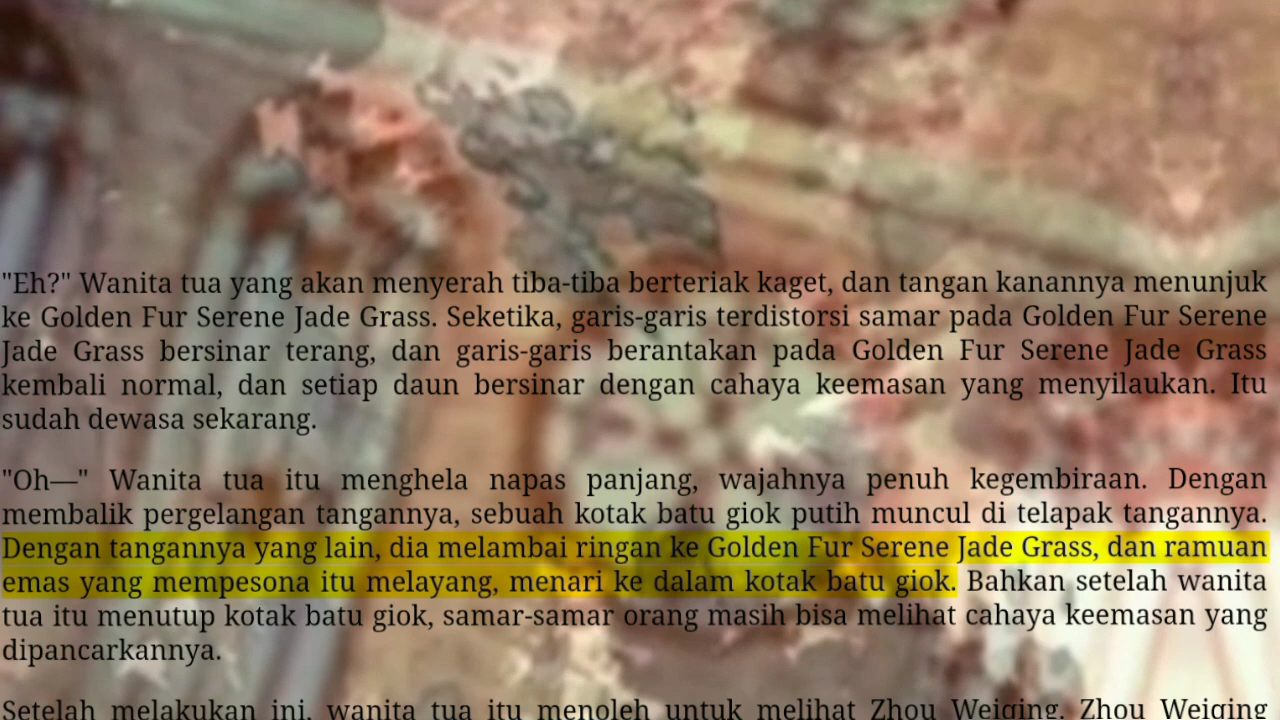 "Eh?" Wanita tua yang akan menyerah tiba-tiba berteriak kaget, dan tangan kanannya menunjuk
ke Golden Fur Serene Jade Grass. Seketika, garis-garis terdistorsi samar pada Golden Fur Serene
Jade Grass bersinar terang, dan garis-garis berantakan pada Golden Fur Serene Jade Grass
kembali normal, dan setiap daun bersinar dengan cahaya keemasan yang menyilaukan. Itu
sudah dewasa sekarang.
"Oh—" Wanita tua itu menghela napas panjang, wajahnya penuh kegembiraan. Dengan
membalik pergelangan tangannya, sebuah kotak batu giok putih muncul di telapak tangannya.
Dengan tangannya yang lain, dia melambai ringan ke Golden Fur Serene Jade Grass, dan ramuan
emas yang mempesona itu melayang, menari ke dalam kotak batu giok. Bahkan setelah wanita
tua itu menutup kotak batu giok, samar-samar orang masih bisa melihat cahaya keemasan yang
dipancarkannya.
Setelah melakukan ini, wanita tua itu menoleh untuk melihat Zhou Weiqing. Zhou Weiqing